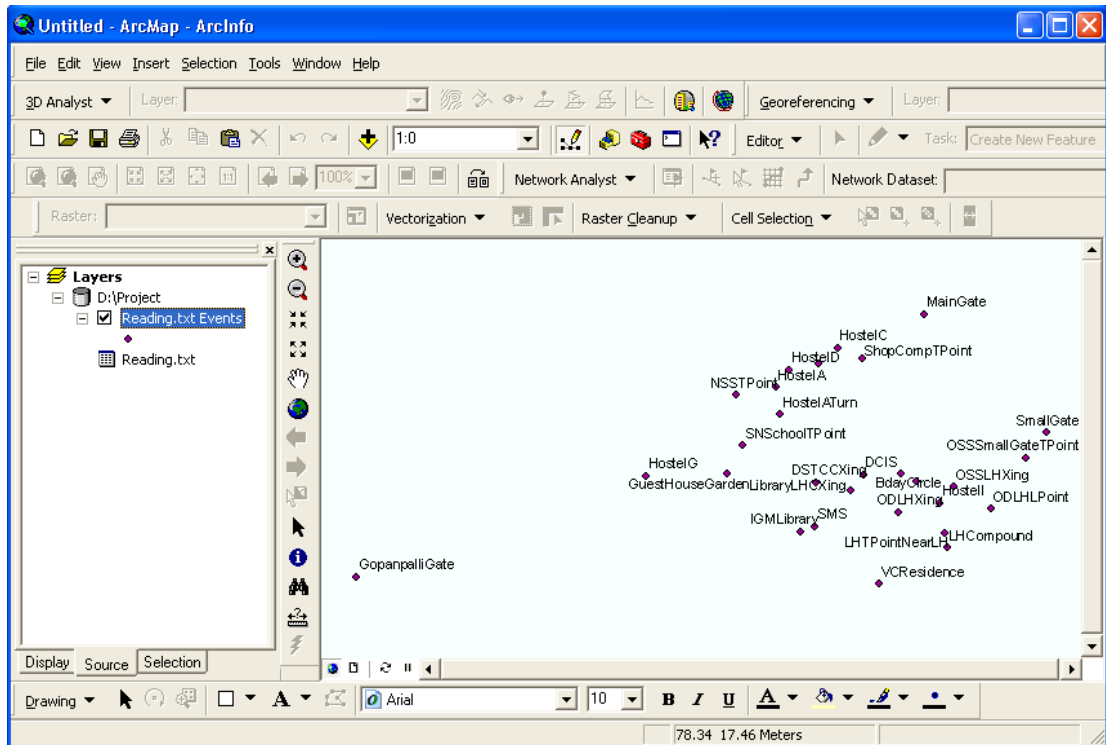 Untitled - ArcMap - ArcInfo
File Edit View Insert Selection Tools Window Help
3D Analyst Layer: Georeferencing Layer:
1:0 Editor Task: Create New Feature
100% Network Analyst Network Dataset:
Raster: Vectorization Raster Cleanup Cell Selection
Layers
D:\Project
Reading.txt Events
Reading.txt
MainGate
HostelC
ShopCompTPoint
HostelD
HostelA
NSSTPoint
HostelATurn
SmallGate
SNSchoolTPoint
OSSSmallGateTPoint
HostelG
DSTCCXing
DCIS
OSSLHXing
GuestHouseGarden
LibraryLHCXing
BdayCircle
HostelI
ODLHXing
ODLHLPoint
IGMLibrary
SMS
LHCompound
LHTPointNearLH
GopanpalliGate
VCResidence
Display Source Selection
Drawing A Arial 10 B I U A
78.34 17.46 Meters